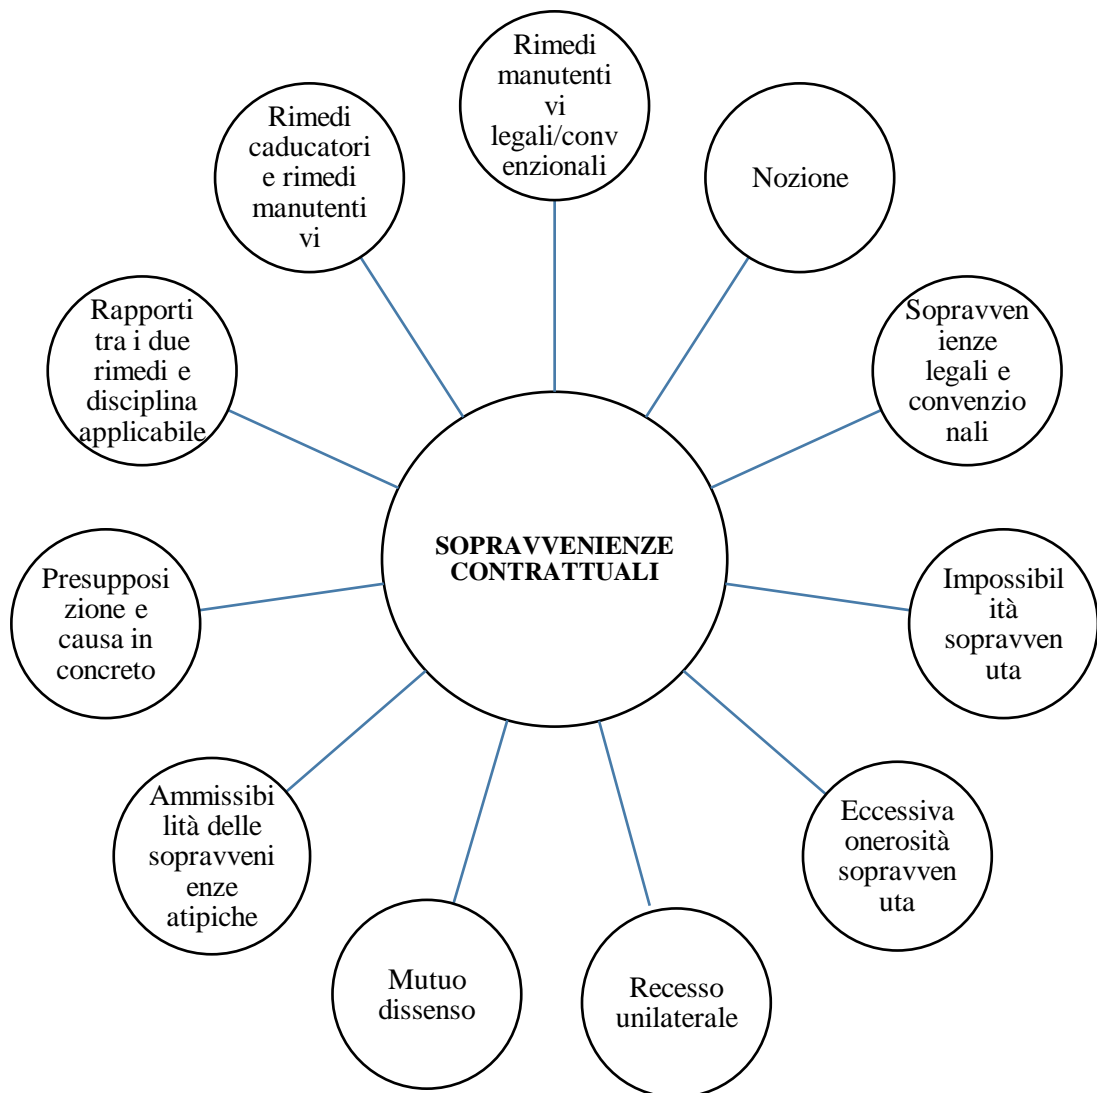 Rimedi
manutenti
vi
legali/conv
enzionali
Nozione
Sopravven
ienze
legali e
convenzio
nali
Impossibil
ità
sopravven
uta
Eccessiva
onerosità
sopravven
uta
Recesso
unilaterale
Mutuo
dissenso
Ammissibi
lità delle
sopravveni
enze
atipiche
Presupposi
zione e
causa in
concreto
Rapporti
tra i due
rimedi e
disciplina
applicabile
Rimedi
caducatori
e rimedi
manutenti
vi
SOPRAVVENIENZE
CONTRATTUALI